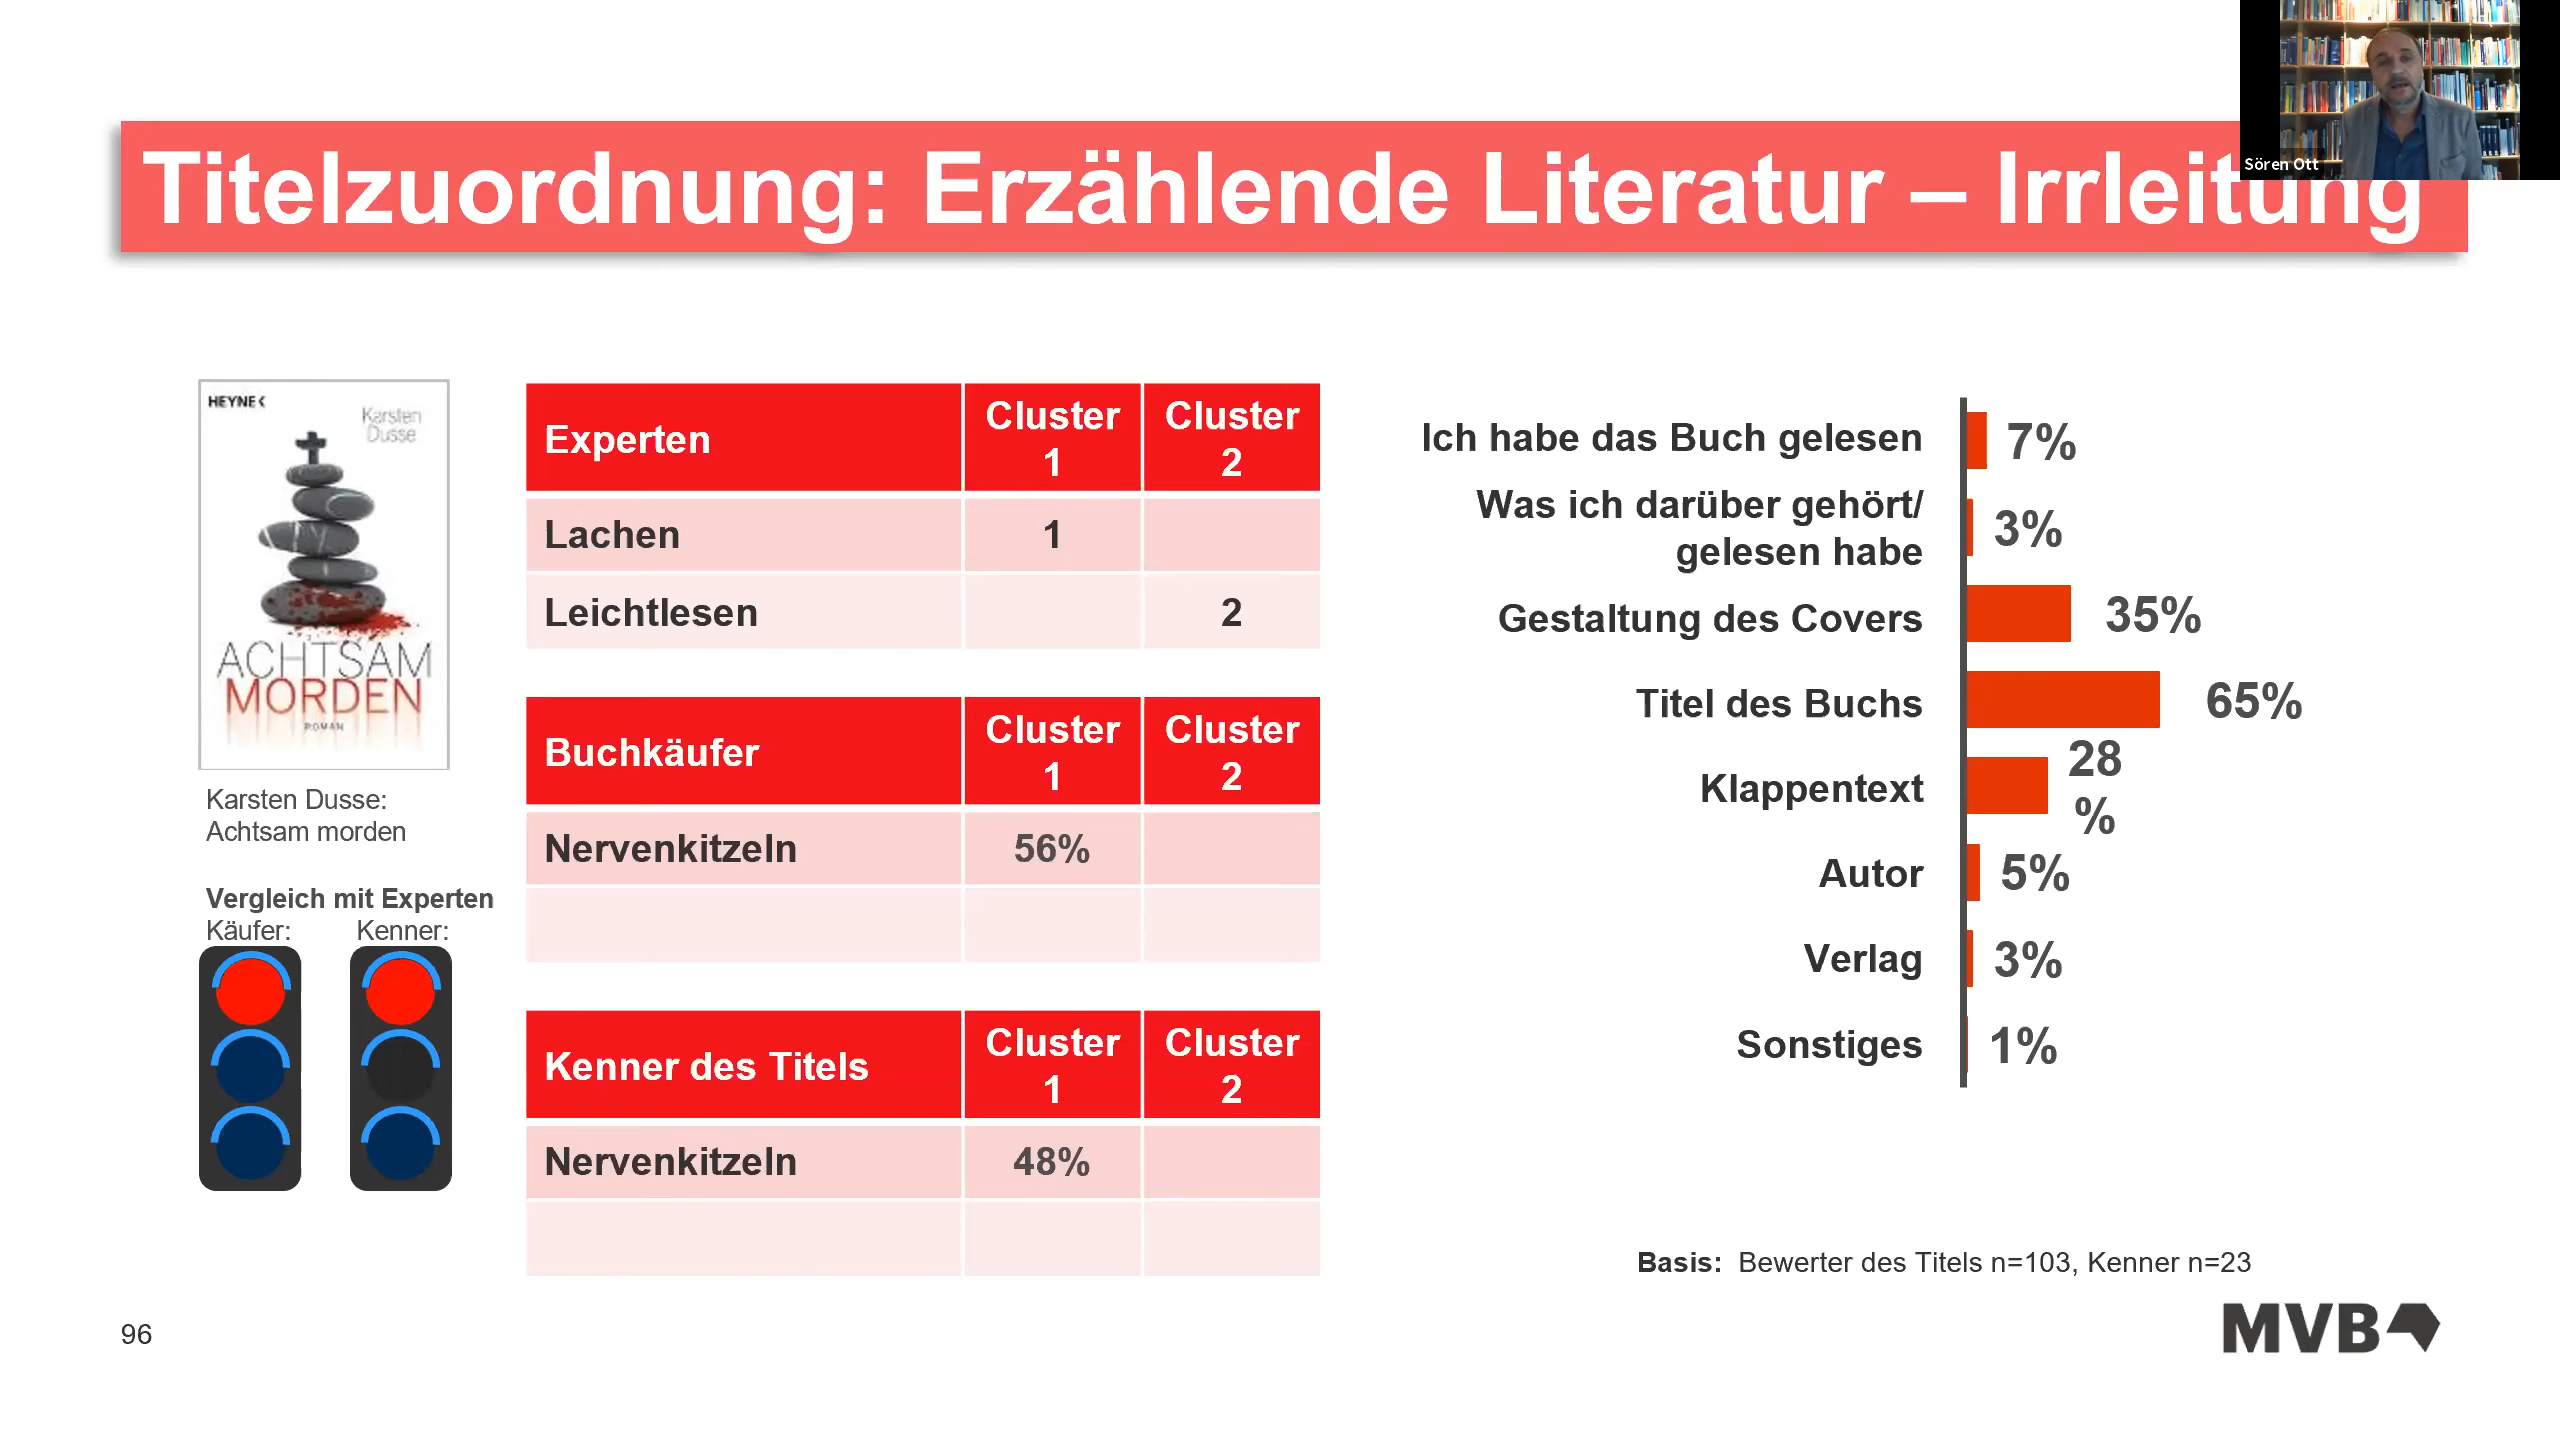 Sören Ott
Titelzuordnung: Erzählende Literatur – Irrleitung
HEYNE
Karsten
Dusse
ACHTSAM
MORDEN
ROMAN
Karsten Dusse:
Achtsam morden
Vergleich mit Experten
Käufer: Kenner:
Experten Cluster 1 Cluster 2
Lachen 1
Leichtlesen 2
Buchkäufer Cluster 1 Cluster 2
Nervenkitzeln 56%
Kenner des Titels Cluster 1 Cluster 2
Nervenkitzeln 48%
Ich habe das Buch gelesen 7%
Was ich darüber gehört/
gelesen habe 3%
Gestaltung des Covers 35%
Titel des Buchs 65%
Klappentext 28
%
Autor 5%
Verlag 3%
Sonstiges 1%
Basis: Bewerter des Titels n=103, Kenner n=23
96
MVB